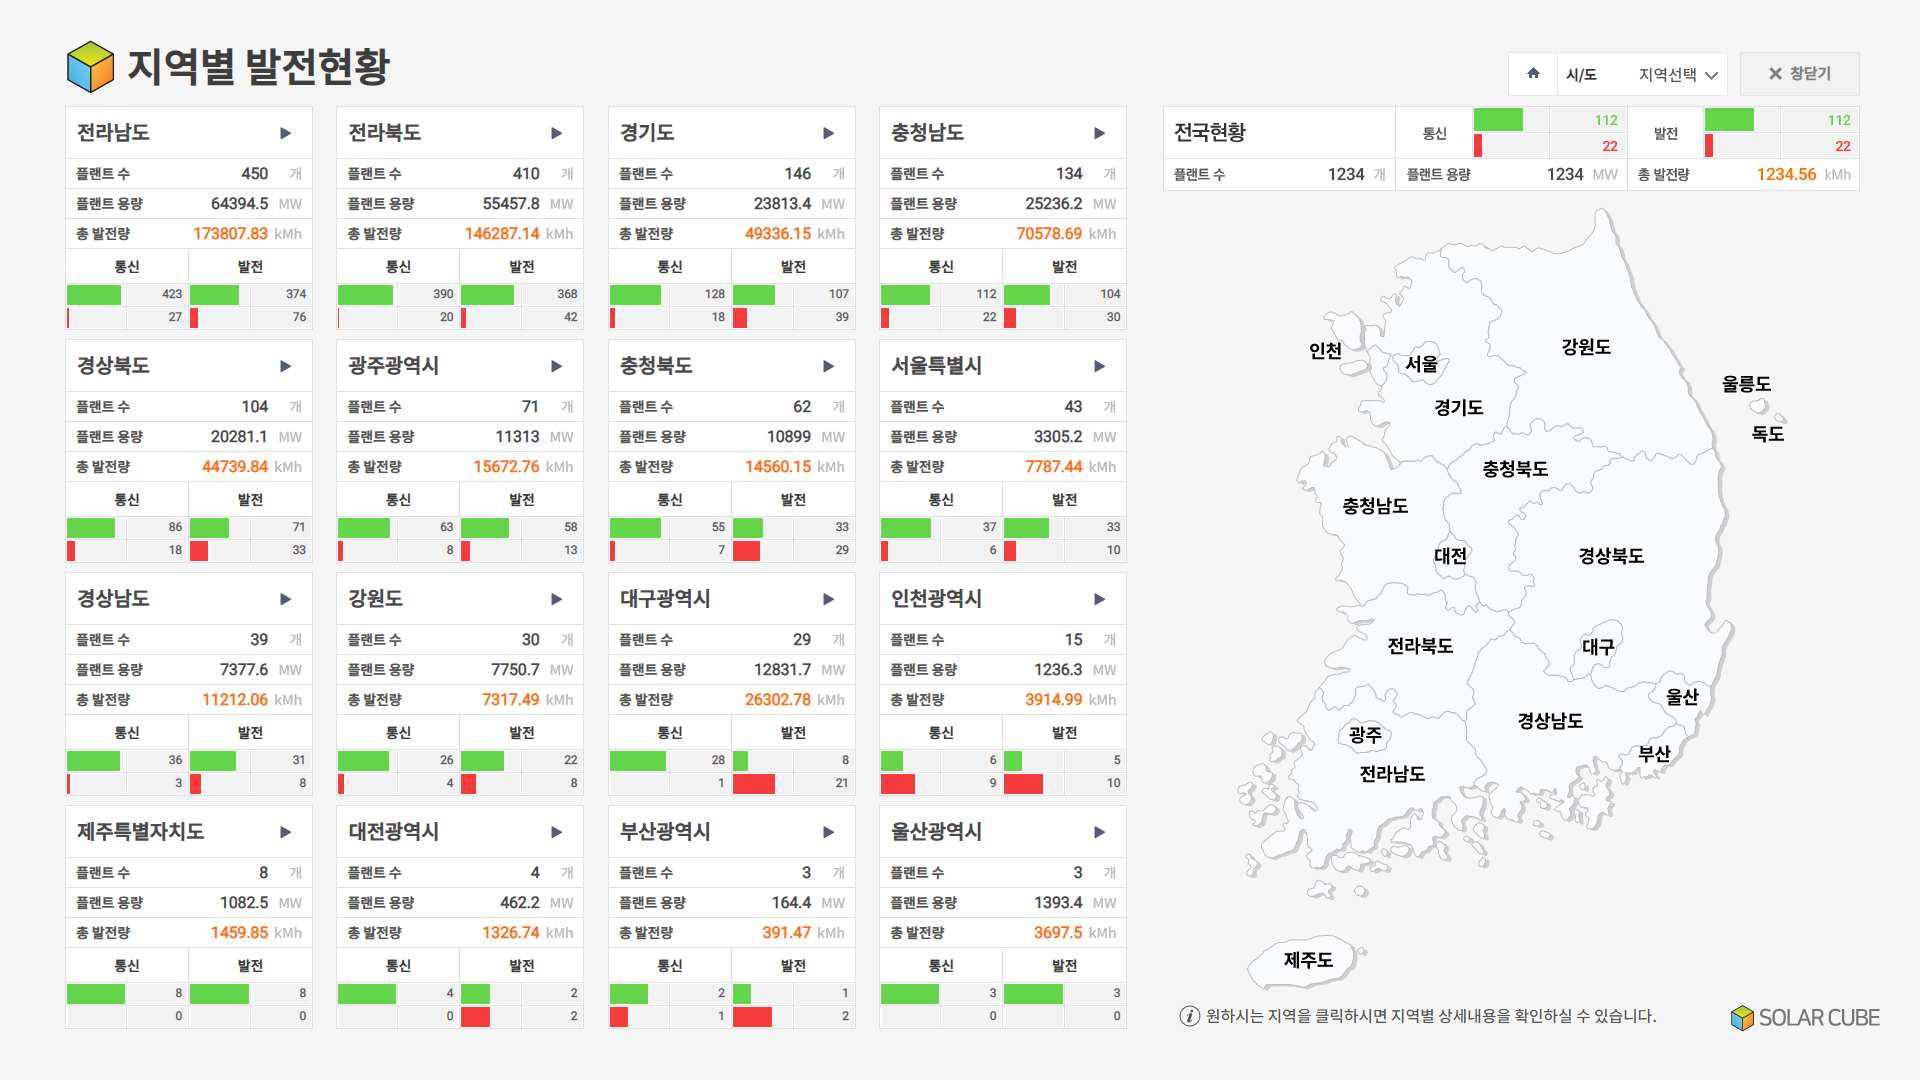 지역별 발전현황
시/도 지역선택 창닫기
전라남도
플랜트 수 450 개
플랜트 용량 64394.5 MW
총 발전량 173807.83 kMh
통신 발전
423 374
27 76
전라북도
플랜트 수 410 개
플랜트 용량 55457.8 MW
총 발전량 146287.14 kMh
통신 발전
390 368
20 42
경기도
플랜트 수 146 개
플랜트 용량 23813.4 MW
총 발전량 49336.15 kMh
통신 발전
128 107
18 39
충청남도
플랜트 수 134 개
플랜트 용량 25236.2 MW
총 발전량 70578.69 kMh
통신 발전
112 104
22 30
경상북도
플랜트 수 104 개
플랜트 용량 20281.1 MW
총 발전량 44739.84 kMh
통신 발전
86 71
18 33
광주광역시
플랜트 수 71 개
플랜트 용량 11313 MW
총 발전량 15672.76 kMh
통신 발전
63 58
8 13
충청북도
플랜트 수 62 개
플랜트 용량 10899 MW
총 발전량 14560.15 kMh
통신 발전
55 33
7 29
서울특별시
플랜트 수 43 개
플랜트 용량 3305.2 MW
총 발전량 7787.44 kMh
통신 발전
37 33
6 10
경상남도
플랜트 수 39 개
플랜트 용량 7377.6 MW
총 발전량 11212.06 kMh
통신 발전
36 31
3 8
강원도
플랜트 수 30 개
플랜트 용량 7750.7 MW
총 발전량 7317.49 kMh
통신 발전
26 22
4 8
대구광역시
플랜트 수 29 개
플랜트 용량 12831.7 MW
총 발전량 26302.78 kMh
통신 발전
28 8
1 21
인천광역시
플랜트 수 15 개
플랜트 용량 1236.3 MW
총 발전량 3914.99 kMh
통신 발전
6 5
9 10
제주특별자치도
플랜트 수 8 개
플랜트 용량 1082.5 MW
총 발전량 1459.85 kMh
통신 발전
8 8
0 0
대전광역시
플랜트 수 4 개
플랜트 용량 462.2 MW
총 발전량 1326.74 kMh
통신 발전
4 2
0 2
부산광역시
플랜트 수 3 개
플랜트 용량 164.4 MW
총 발전량 391.47 kMh
통신 발전
2 1
1 2
울산광역시
플랜트 수 3 개
플랜트 용량 1393.4 MW
총 발전량 3697.5 kMh
통신 발전
3 3
0 0
전국현황 통신 112 22 발전 112 22
플랜트 수 1234 개 플랜트 용량 1234 MW 총 발전량 1234.56 kMh
강원도
인천
서울
울릉도
경기도
독도
충청북도
충청남도
대전
경상북도
전라북도
대구
울산
경상남도
광주
부산
전라남도
제주도
i 원하시는 지역을 클릭하시면 지역별 상세내용을 확인하실 수 있습니다.
SOLAR CUBE